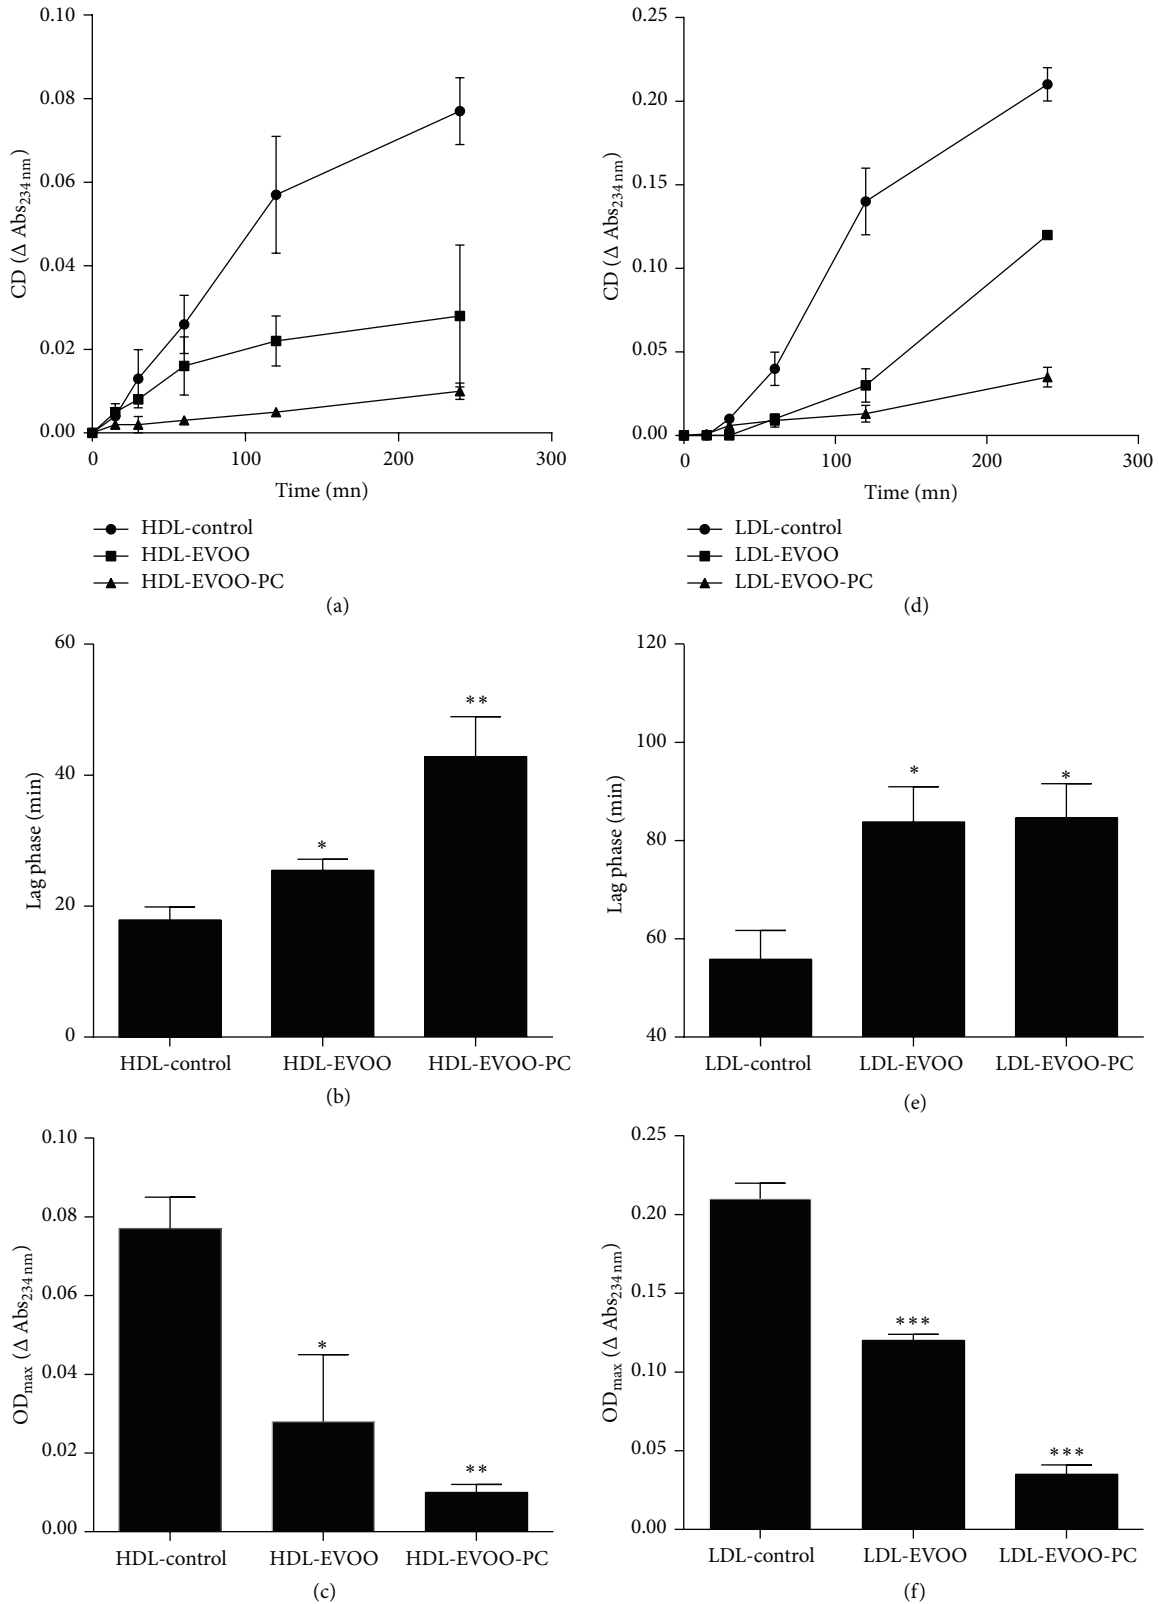 0.10
0.08
0.06
0.04
0.02
0.00
CD (Δ Abs234 nm)
0 100 200 300
Time (mn)
HDL-control
HDL-EVOO
HDL-EVOO-PC
(a)
0.25
0.20
0.15
0.10
0.05
0.00
CD (Δ Abs234 nm)
0 100 200 300
Time (mn)
LDL-control
LDL-EVOO
LDL-EVOO-PC
(d)
60
40
20
0
Lag phase (min)
*
**
HDL-control HDL-EVOO HDL-EVOO-PC
(b)
120
100
80
60
40
Lag phase (min)
*
*
LDL-control LDL-EVOO LDL-EVOO-PC
(e)
0.10
0.08
0.06
0.04
0.02
0.00
ODmax (Δ Abs234 nm)
*
**
HDL-control HDL-EVOO HDL-EVOO-PC
(c)
0.25
0.20
0.15
0.10
0.05
0.00
ODmax (Δ Abs234 nm)
***
***
LDL-control LDL-EVOO LDL-EVOO-PC
(f)